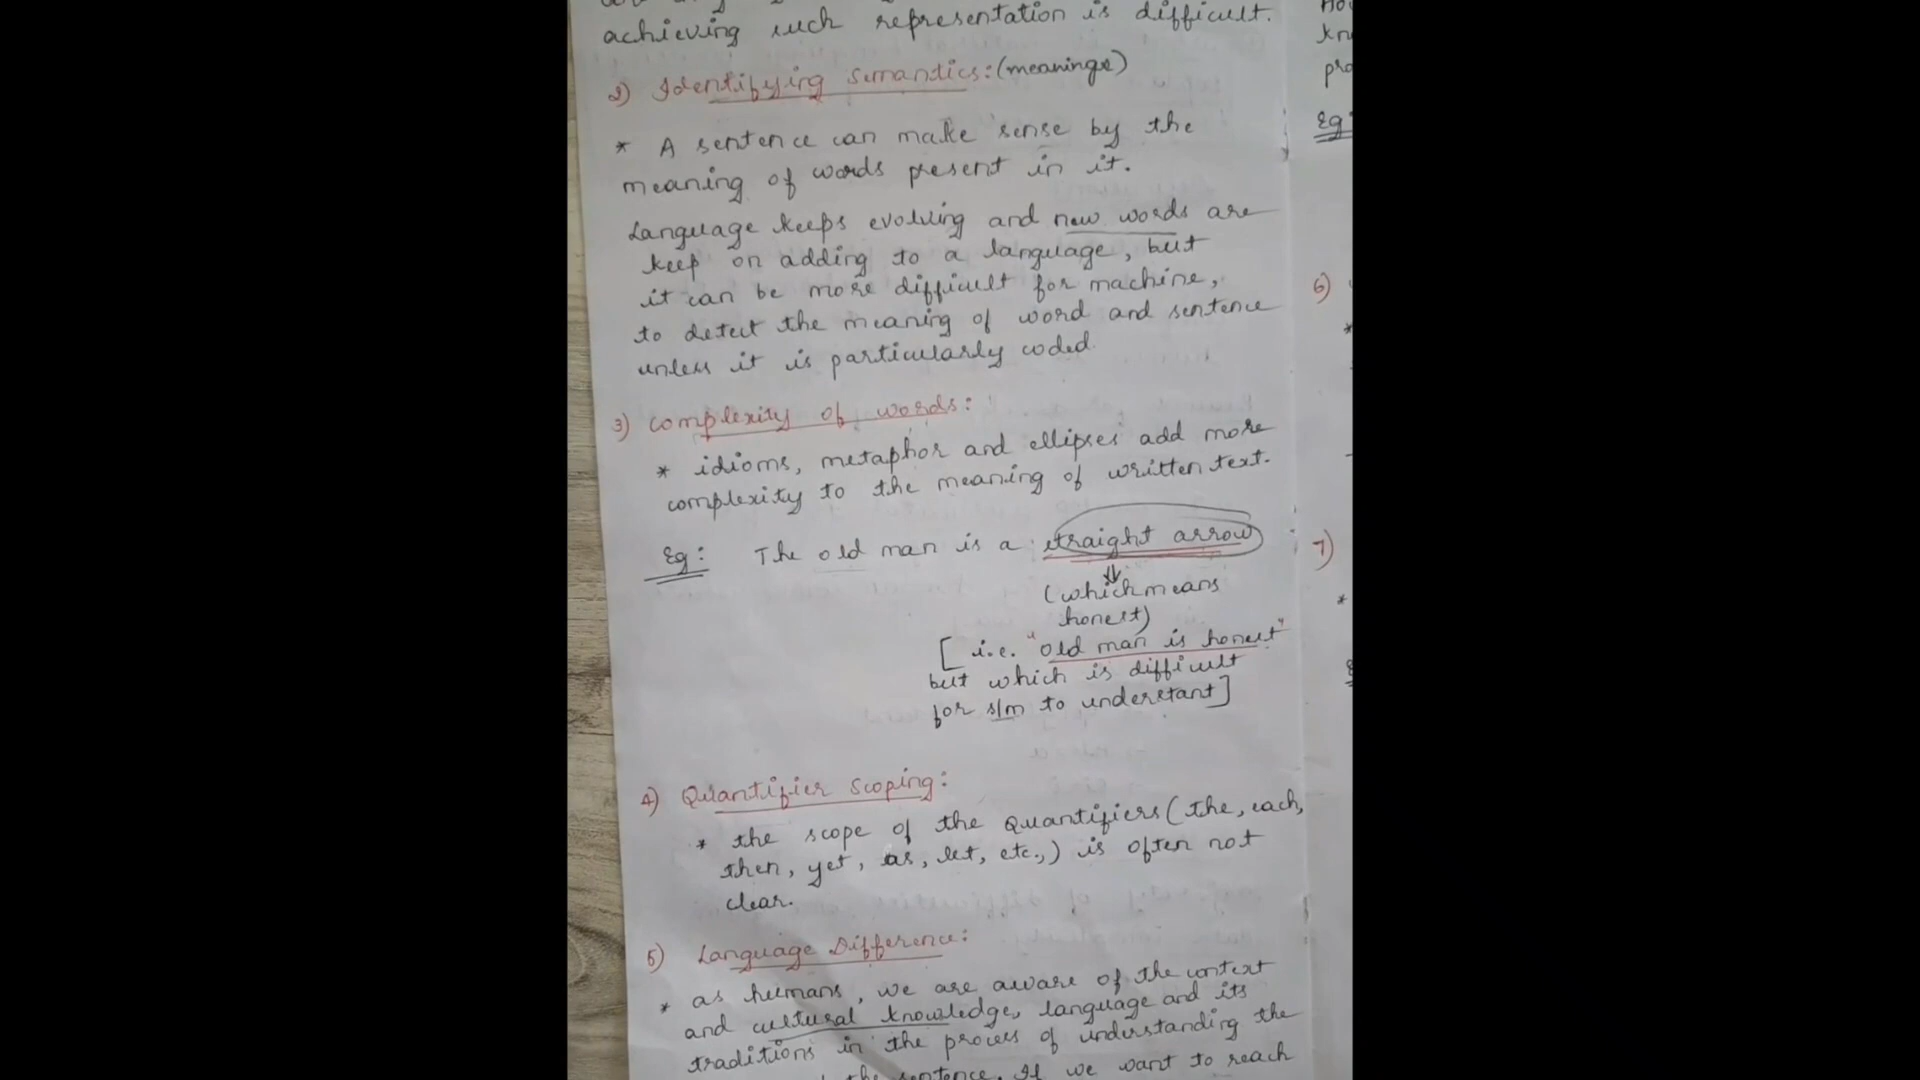 achieving such representation is difficult.
2) Identifying Semantics: (meanings)
* A sentence can make sense by the
meaning of words present in it.
Language keeps evolving and new words are
keep on adding to a language, but
it can be more difficult for machine,
to detect the meaning of word and sentence
unless it is particularly coded.
3) complexity of words:
* idioms, metaphor and ellipses add more
complexity to the meaning of written text.
Eg: The old man is a straight arrow
(which means
honest)
[ i.e. "old man is honest"
but which is difficult
for s/m to understant]
4) Quantifier Scoping:
* the scope of the Quantifiers (the, each,
then, yet, as, let, etc.,) is often not
clear.
5) Language Difference:
* as humans, we are aware of the context
and cultural knowledge, language and its
traditions in the process of understanding the
the sentence. If we want to reach
Eg:
6)
*
7)
*